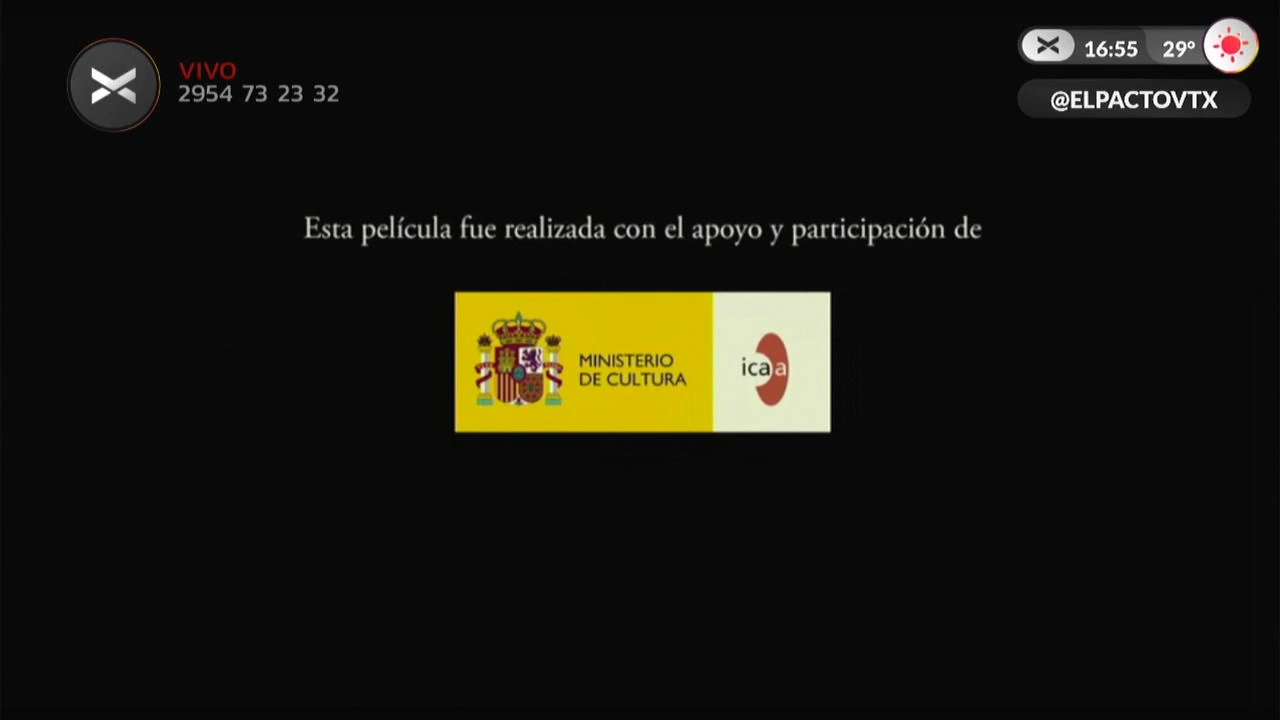 VIVO
2954 73 23 32
16:55 29°
@ELPACTOVTX
Esta película fue realizada con el apoyo y participación de
MINISTERIO
DE CULTURA
icaa